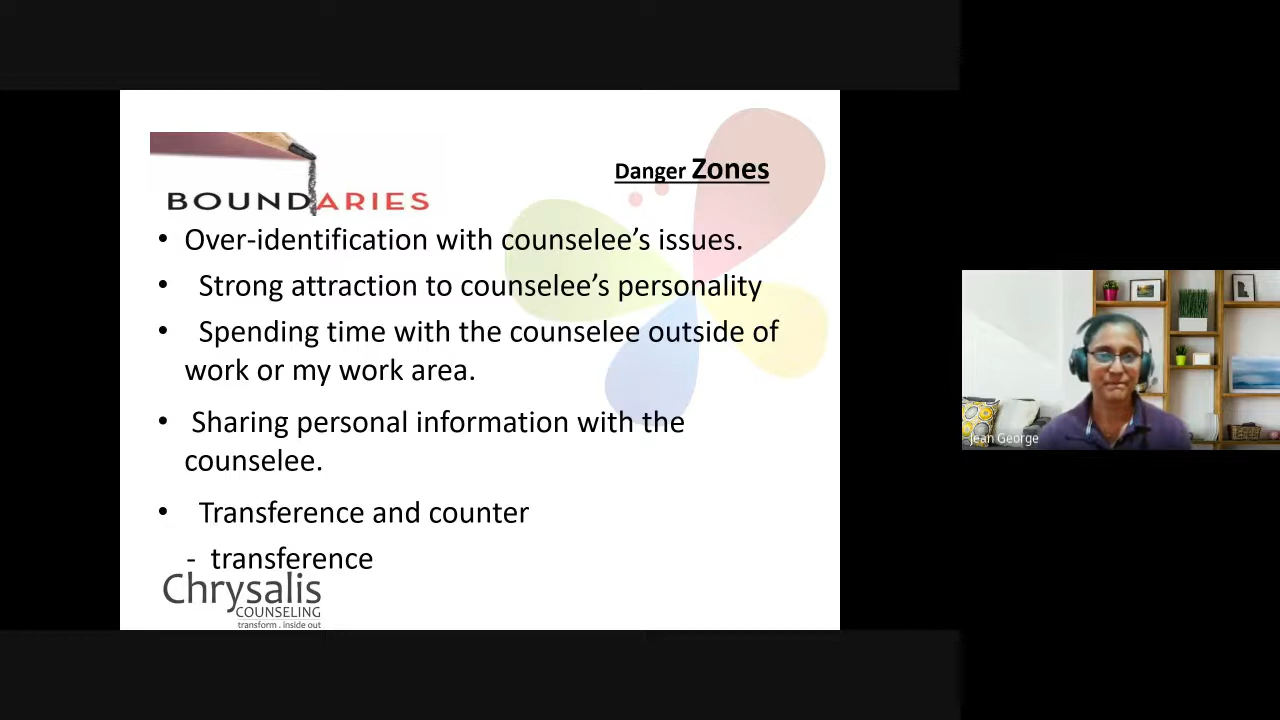 Danger Zones
BOUNDARIES
• Over-identification with counselee’s issues.
• Strong attraction to counselee’s personality
• Spending time with the counselee outside of
work or my work area.
• Sharing personal information with the
counselee.
• Transference and counter
- transference
Chrysalis
COUNSELING
transform . inside out
Jean George